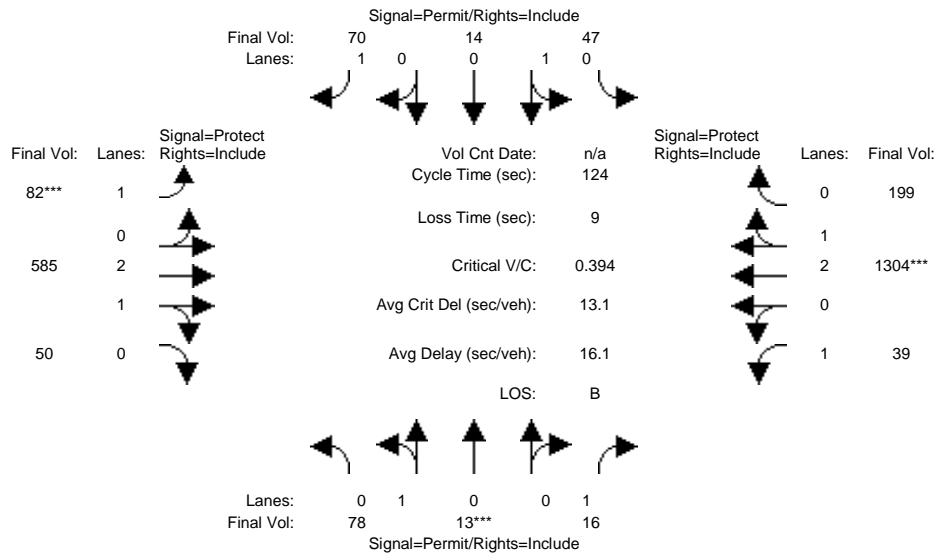 Signal=Permit/Rights=Include
Final Vol: 70 14 47
Lanes: 1 0 0 1 0
Signal=Protect
Final Vol: Lanes: Rights=Include
Vol Cnt Date: n/a
Signal=Protect
Rights=Include Lanes: Final Vol:
Cycle Time (sec): 124
82*** 1
0 199
Loss Time (sec): 9
0
1
585 2
Critical V/C: 0.394
2 1304***
1
Avg Crit Del (sec/veh): 13.1
0
50 0
Avg Delay (sec/veh): 16.1
1 39
LOS: B
Lanes: 0 1 0 0 1
Final Vol: 78 13*** 16
Signal=Permit/Rights=Include